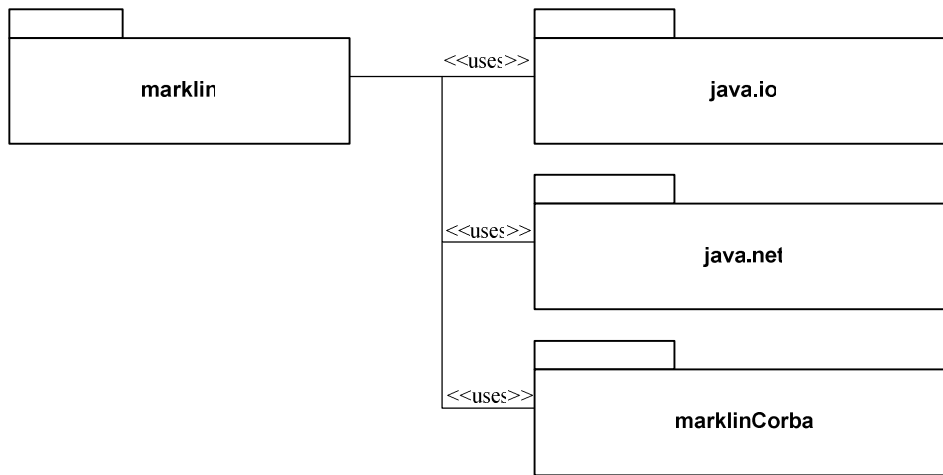 <<uses>>
marklin
java.io
<<uses>>
java.net
<<uses>>
marklinCorba